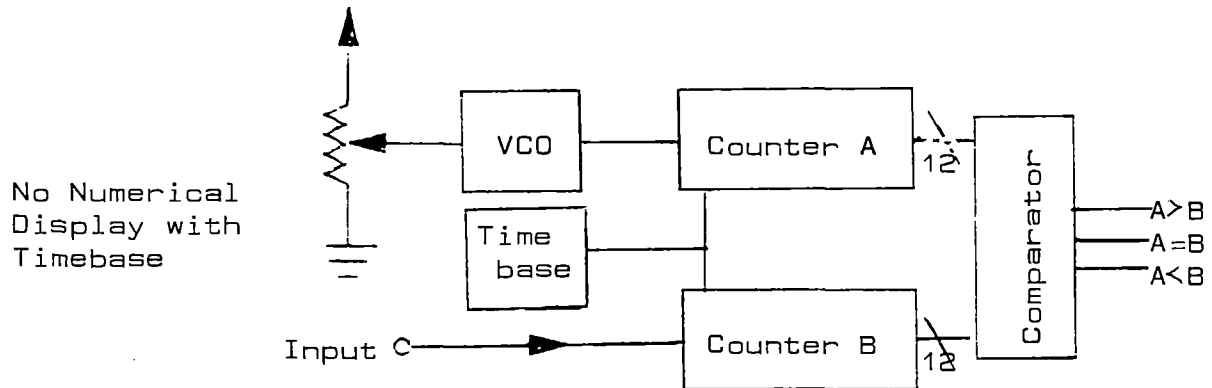 No Numerical
Display with
Timebase
VCO
Counter A
12
Time
base
Input
Counter B
12
Comparator
A>B
A=B
A<B